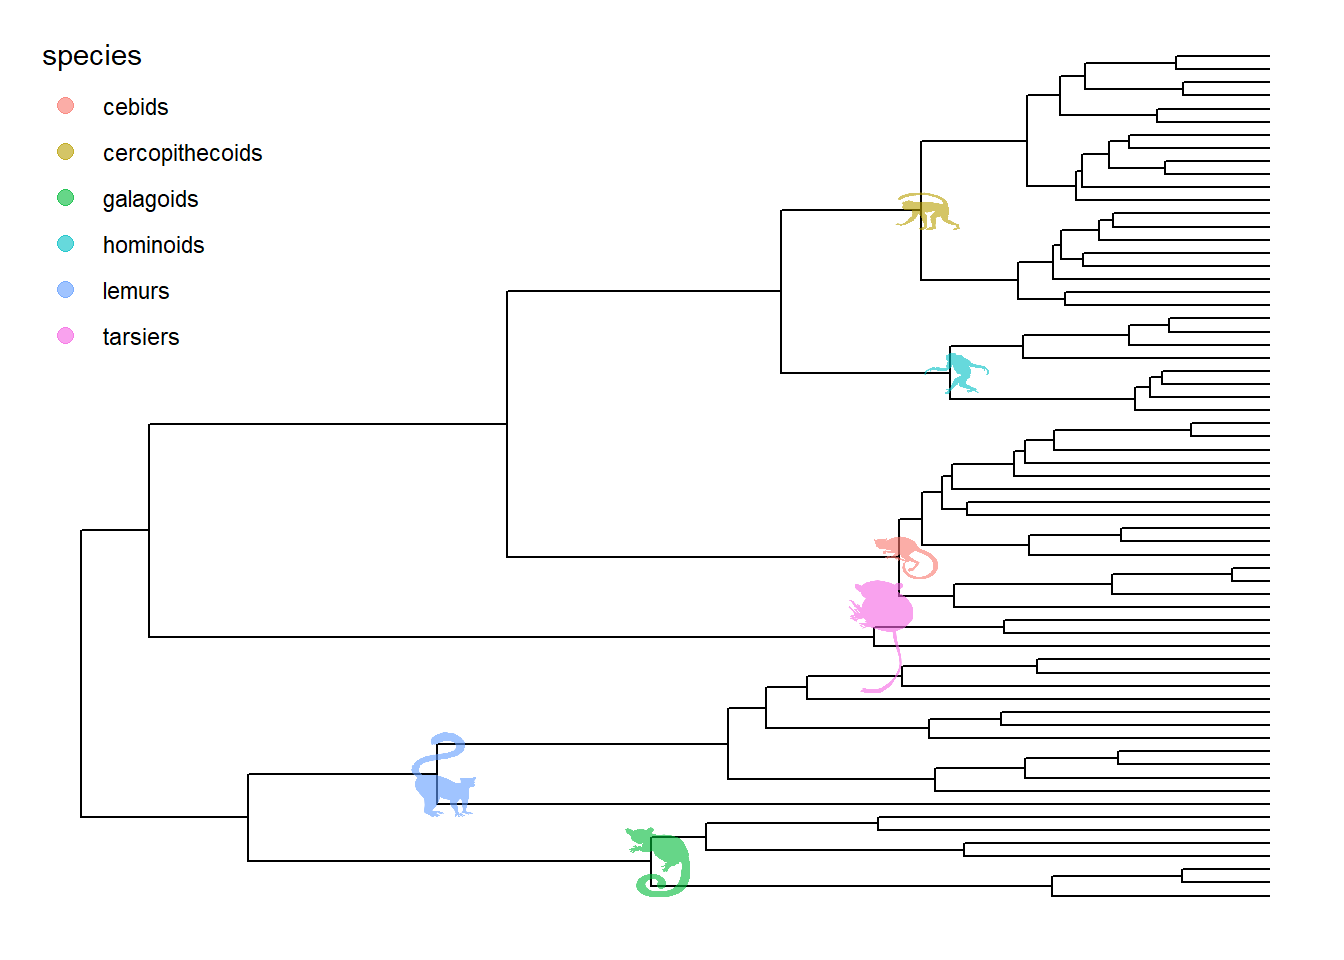 species
cebids
cercopithecoids
galagoids
hominoids
lemurs
tarsiers